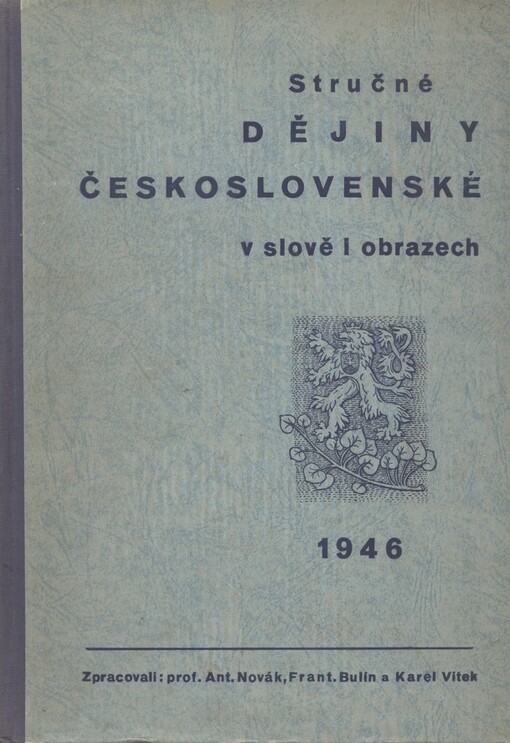 Stručné
DĚJINY
ČESKOSLOVENSKÉ
v slově i obrazech
1946
Zpracovali: prof. Ant. Novák, Frant. Bulín a Karel Vítek